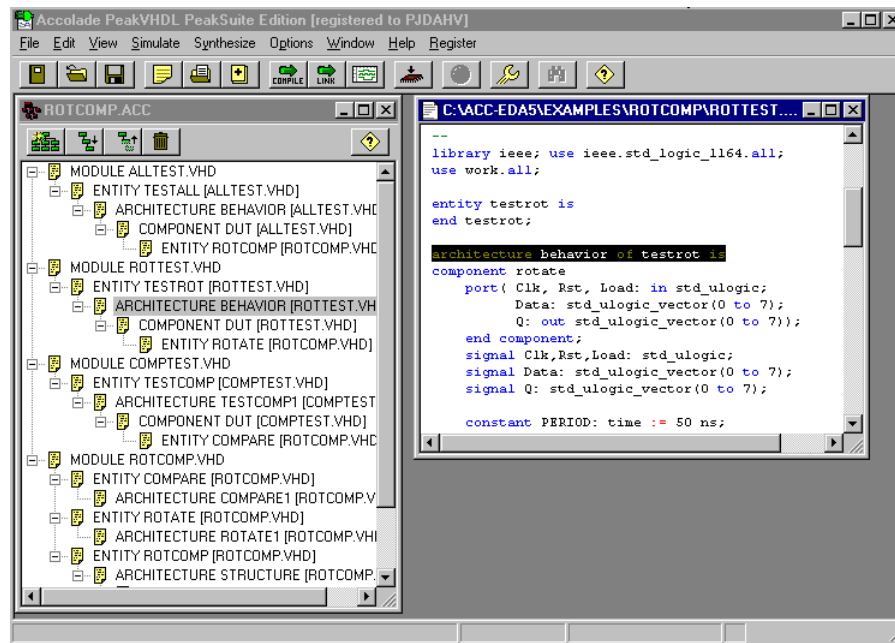 Accolade PeakVHDL PeakSuite Edition [registered to PJDAHV]
File Edit View Simulate Synthesize Options Window Help Register
COMPILE LINK
ROTCOMP.ACC
MODULE ALLTEST.VHD
ENTITY TESTALL [ALLTEST.VHD]
ARCHITECTURE BEHAVIOR [ALLTEST.VHD
COMPONENT DUT [ALLTEST.VHD]
ENTITY ROTCOMP [ROTCOMP.VHD
MODULE ROTTEST.VHD
ENTITY TESTROT [ROTTEST.VHD]
ARCHITECTURE BEHAVIOR [ROTTEST.VH
COMPONENT DUT [ROTTEST.VHD]
ENTITY ROTATE [ROTCOMP.VHD]
MODULE COMPTEST.VHD
ENTITY TESTCOMP [COMPTEST.VHD]
ARCHITECTURE TESTCOMP1 [COMPTEST
COMPONENT DUT [COMPTEST.VHD]
ENTITY COMPARE [ROTCOMP.VHD
MODULE ROTCOMP.VHD
ENTITY COMPARE [ROTCOMP.VHD]
ARCHITECTURE COMPARE1 [ROTCOMP.V
ENTITY ROTATE [ROTCOMP.VHD]
ARCHITECTURE ROTATE1 [ROTCOMP.VHI
ENTITY ROTCOMP [ROTCOMP.VHD]
ARCHITECTURE STRUCTURE [ROTCOMP.
C:\ACC-EDA5\EXAMPLES\ROTCOMP\ROTTEST....
--
library ieee; use ieee.std_logic_1164.all;
use work.all;
entity testrot is
end testrot;
architecture behavior of testrot is
component rotate
port( Clk, Rst, Load: in std_ulogic;
Data: std_ulogic_vector(0 to 7);
Q: out std_ulogic_vector(0 to 7));
end component;
signal Clk,Rst,Load: std_ulogic;
signal Data: std_ulogic_vector(0 to 7);
signal Q: std_ulogic_vector(0 to 7);
constant PERIOD: time := 50 ns;